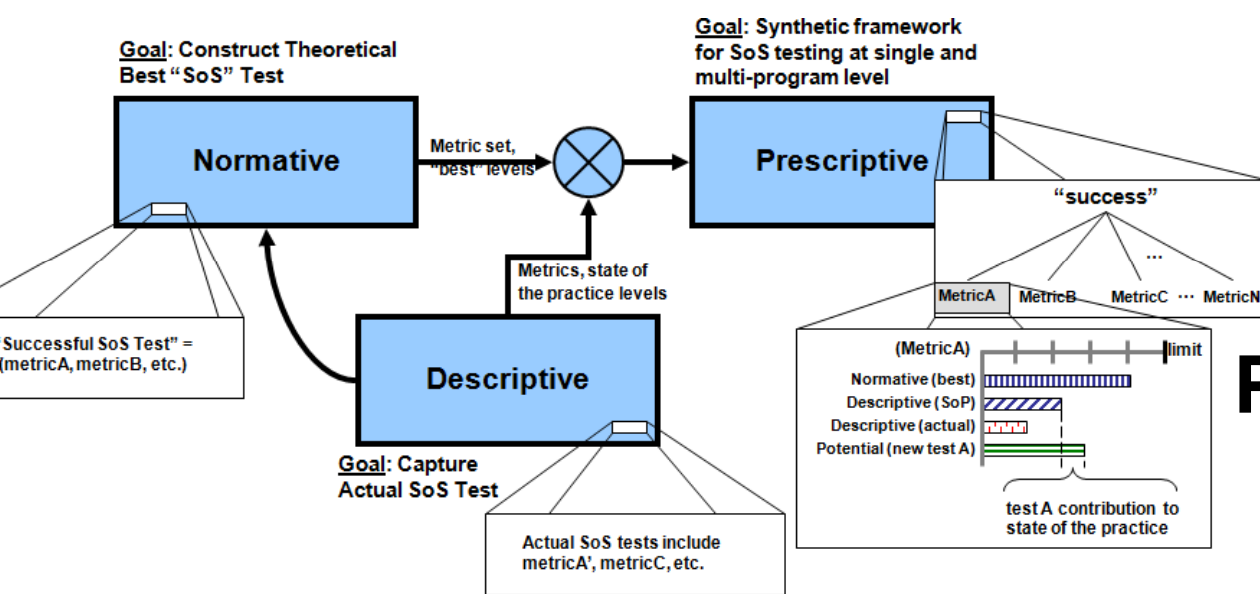 Goal: Construct Theoretical
Best “SoS” Test
Goal: Synthetic framework
for SoS testing at single and
multi-program level
Normative
Metric set,
“best” levels
Prescriptive
“success”
...
MetricA
MetricB
MetricC
...
MetricN
Metrics, state of
the practice levels
“Successful SoS Test” =
(metricA, metricB, etc.)
Descriptive
Goal: Capture
Actual SoS Test
Actual SoS tests include
metricA’, metricC, etc.
(MetricA)
limit
Normative (best)
Descriptive (SoP)
Descriptive (actual)
Potential (new test A)
test A contribution to
state of the practice